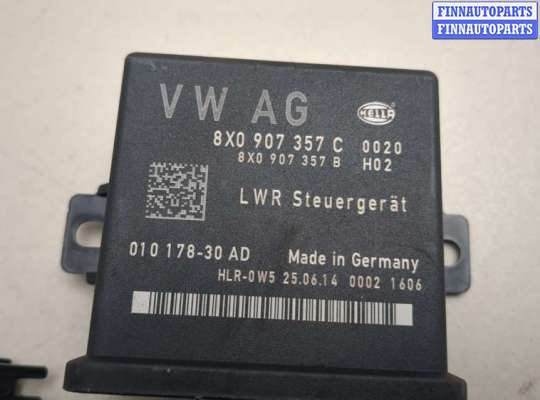 FINNAUTOPARTS
FINNAUTOPARTS
VW AG
HELLA
8X0 907 357 C 0020
8X0 907 357 B H02
LWR Steuergerät
010 178-30 AD Made in Germany
HLR-0W5 25.06.14 0002 1606